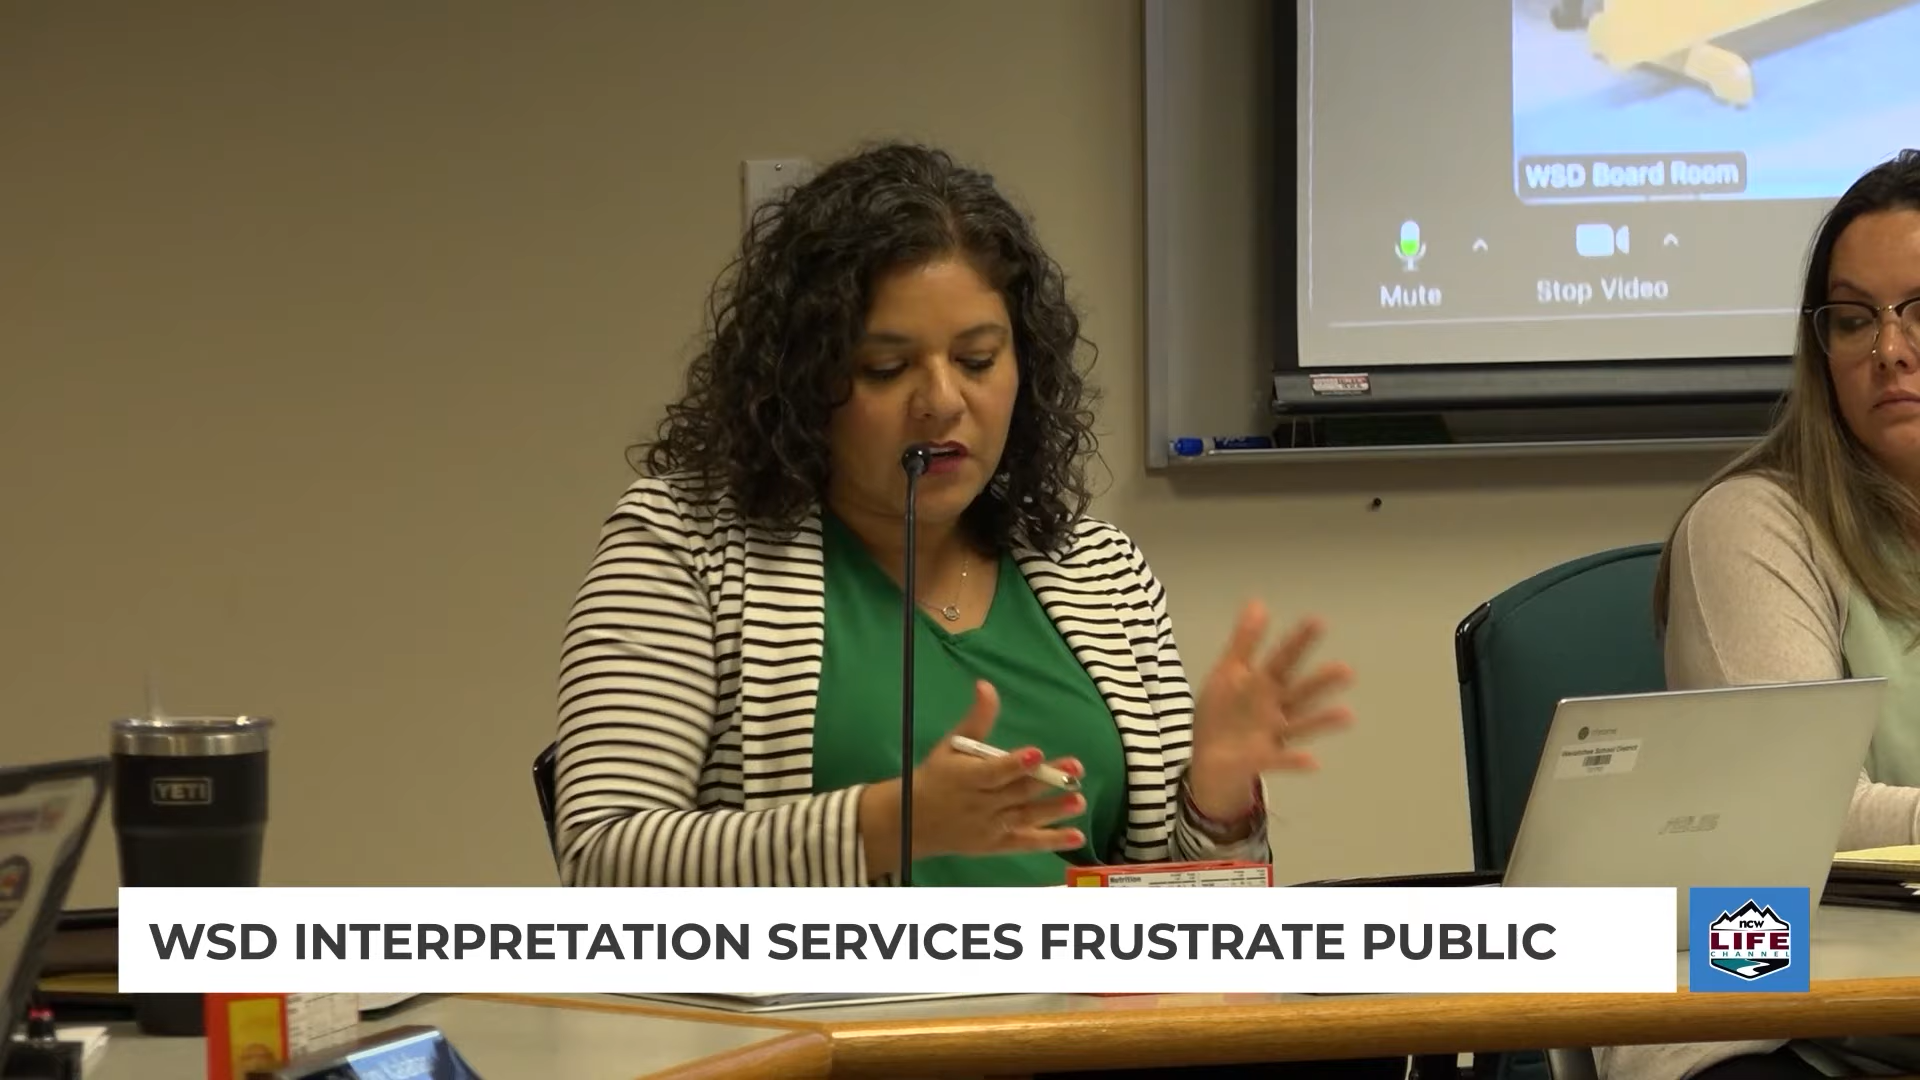 WSD Board Room
Mute
Stop Video
YETI
Wenatchee School District
ASUS
Nutrition
WSD INTERPRETATION SERVICES FRUSTRATE PUBLIC
ncw
LIFE
CHANNEL